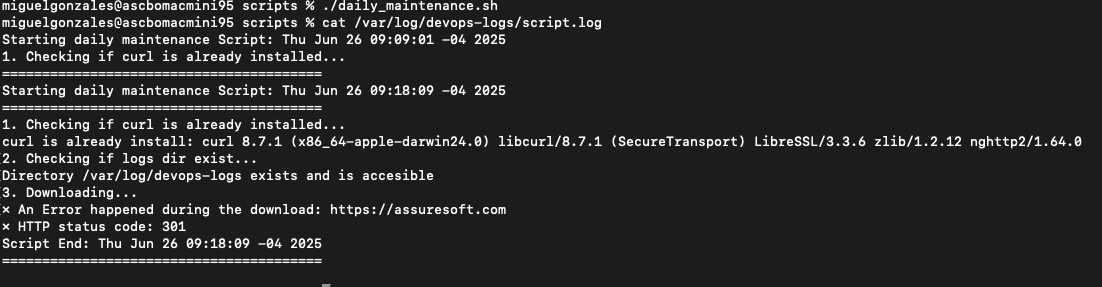 miguelgonzales@ascbomacmini95 scripts % ./daily_maintenance.sh
miguelgonzales@ascbomacmini95 scripts % cat /var/log/devops-logs/script.log
Starting daily maintenance Script: Thu Jun 26 09:09:01 -04 2025
1. Checking if curl is already installed...
========================================
Starting daily maintenance Script: Thu Jun 26 09:18:09 -04 2025
========================================
1. Checking if curl is already installed...
curl is already install: curl 8.7.1 (x86_64-apple-darwin24.0) libcurl/8.7.1 (SecureTransport) LibreSSL/3.3.6 zlib/1.2.12 nghttp2/1.64.0
2. Checking if logs dir exist...
Directory /var/log/devops-logs exists and is accesible
3. Downloading...
× An Error happened during the download: https://assuresoft.com
× HTTP status code: 301
Script End: Thu Jun 26 09:18:09 -04 2025
========================================